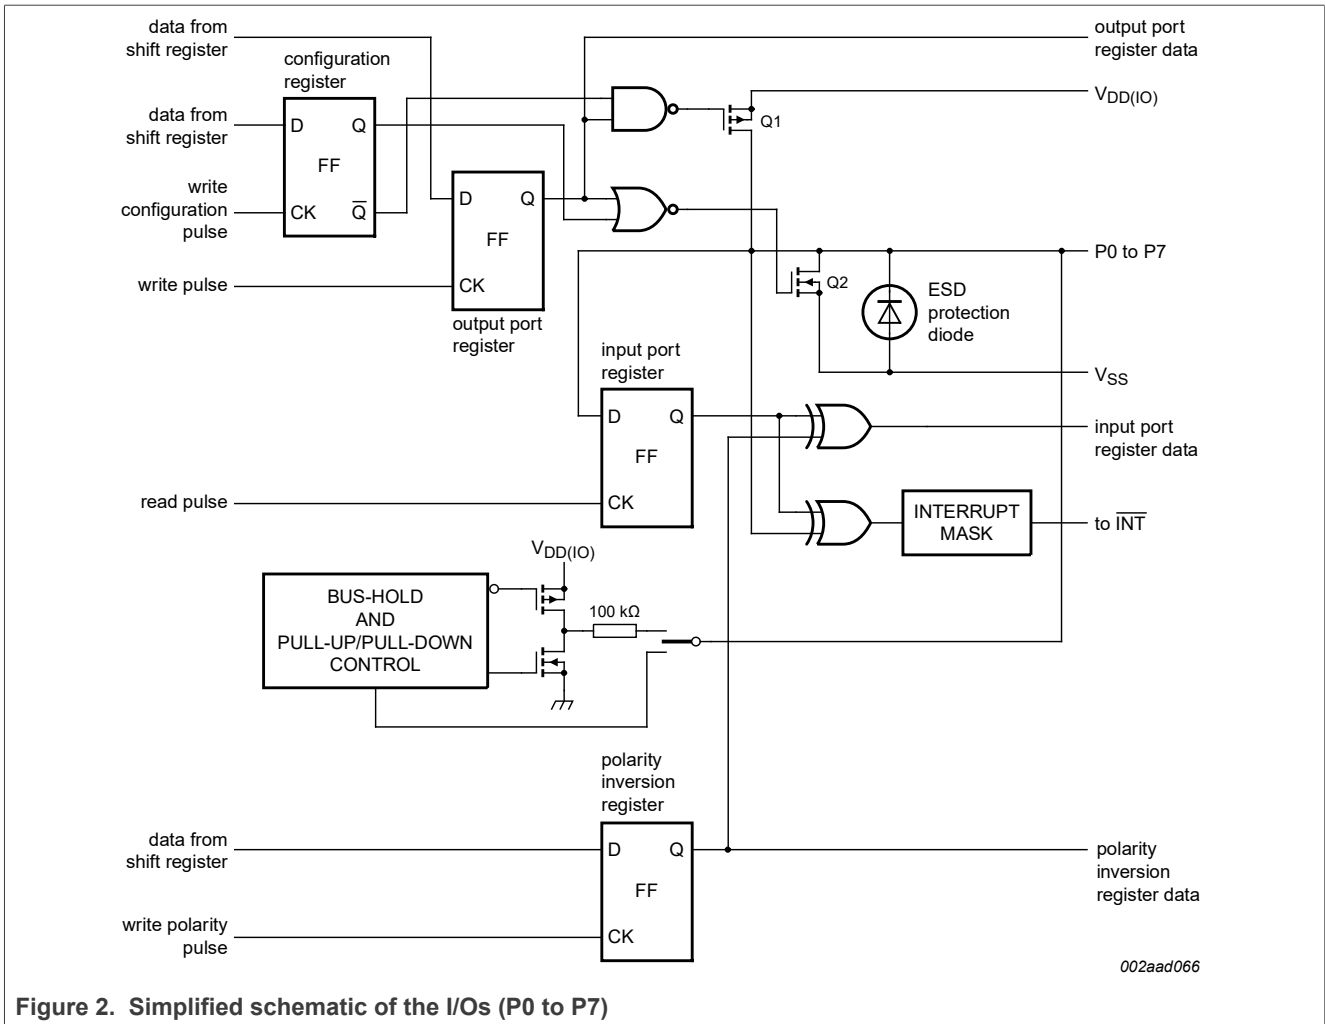 data from
shift register
configuration
register
data from
shift register
D
Q
FF
write
configuration
pulse
CK
Q̅
D
Q
FF
CK
write pulse
output port
register
output port
register data
VDD(IO)
Q1
P0 to P7
Q2
ESD
protection
diode
VSS
input port
register
D
Q
FF
CK
read pulse
input port
register data
INTERRUPT
MASK
to I̅N̅T̅
VDD(IO)
BUS-HOLD
AND
PULL-UP/PULL-DOWN
CONTROL
100 kΩ
polarity
inversion
register
data from
shift register
D
Q
FF
CK
write polarity
pulse
polarity
inversion
register data
002aad066
Figure 2. Simplified schematic of the I/Os (P0 to P7)